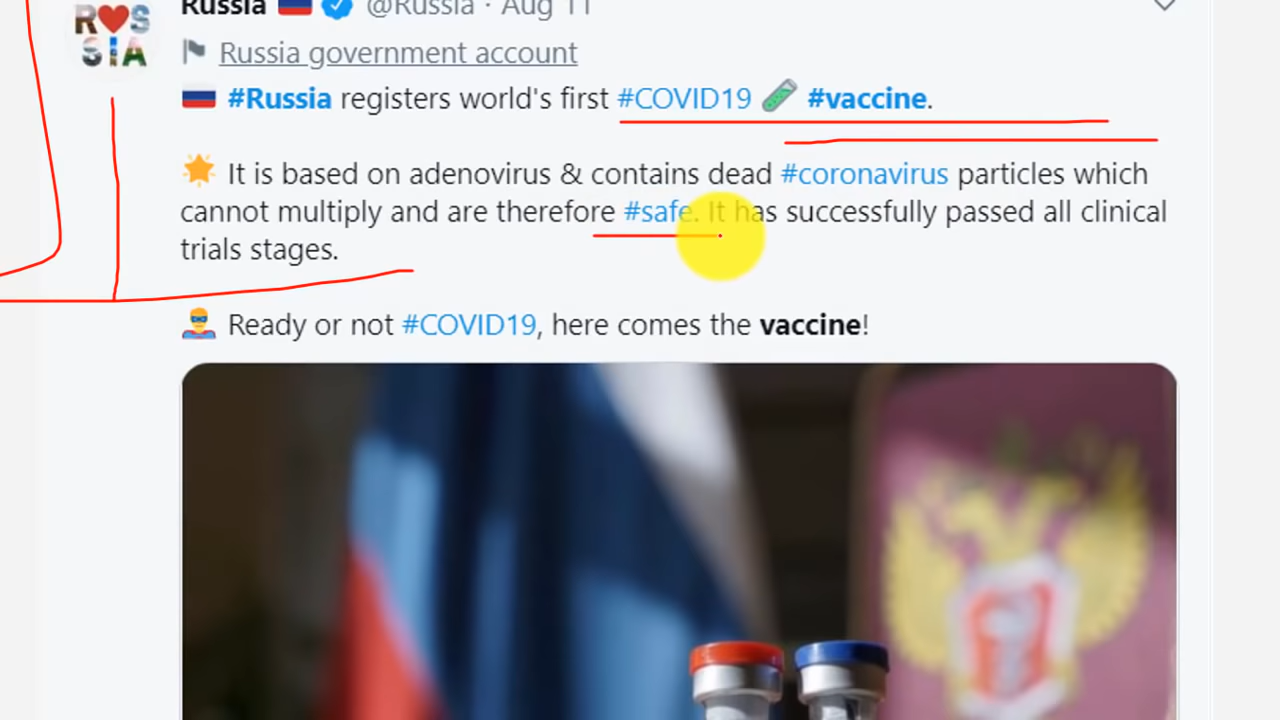 Russia @Russia · Aug 11
R S
SIA
Russia government account
#Russia registers world's first #COVID19 #vaccine.
It is based on adenovirus & contains dead #coronavirus particles which
cannot multiply and are therefore #safe. It has successfully passed all clinical
trials stages.
Ready or not #COVID19, here comes the vaccine!